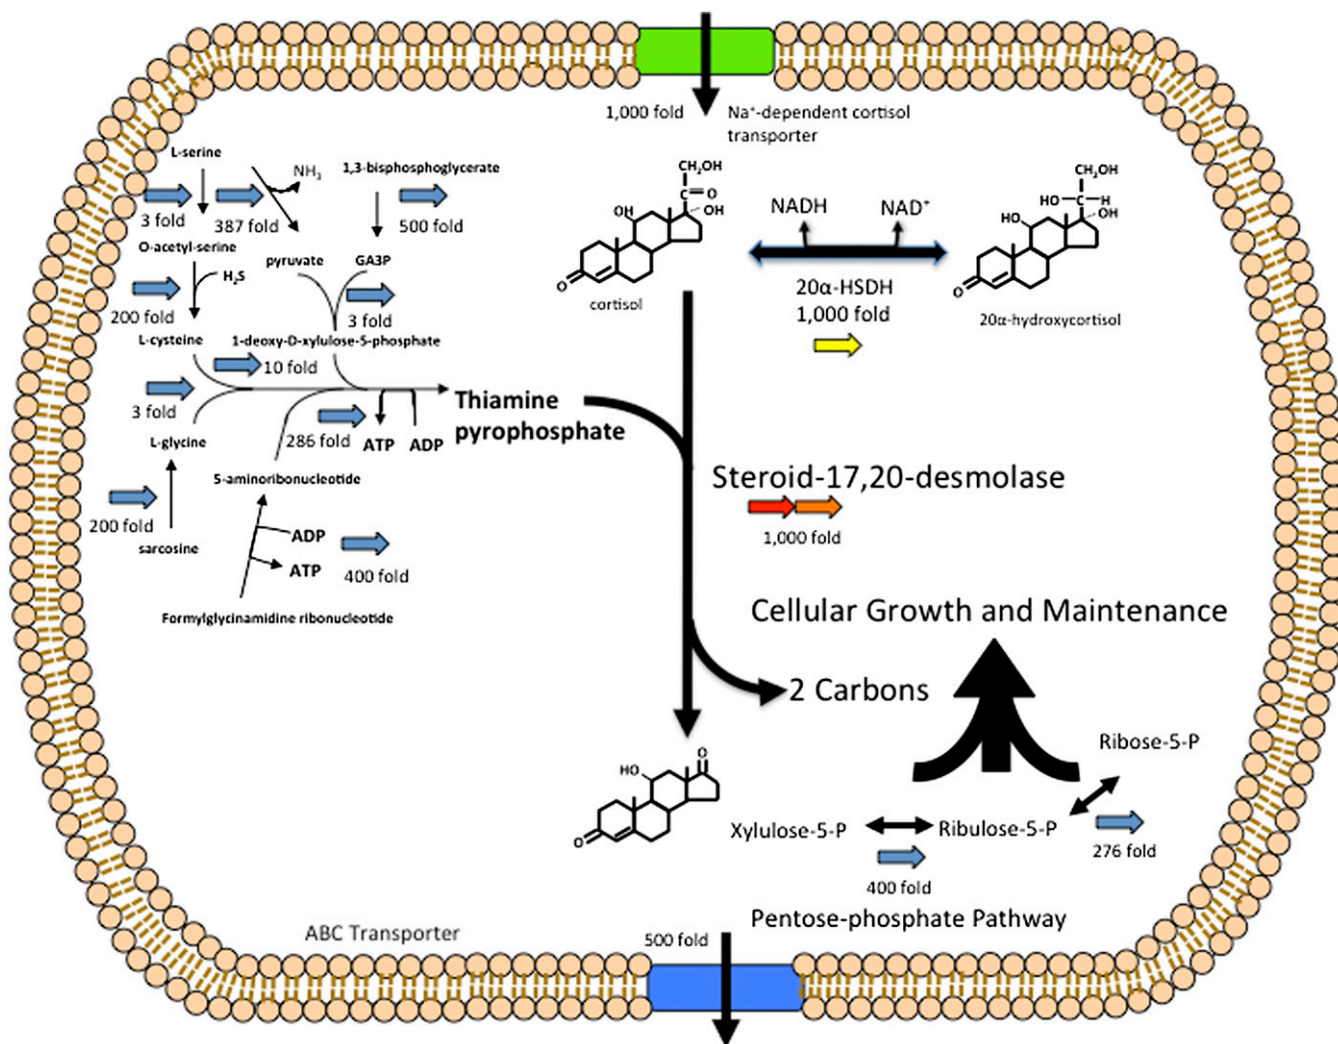 1,000 fold
Na⁺-dependent cortisol
transporter
L-serine
NH₃
1,3-bisphosphoglycerate
3 fold
387 fold
500 fold
O-acetyl-serine
H₂S
pyruvate
GA3P
200 fold
3 fold
L-cysteine
1-deoxy-D-xylulose-5-phosphate
10 fold
3 fold
286 fold
ATP
ADP
L-glycine
Thiamine
pyrophosphate
5-aminoribonucleotide
200 fold
sarcosine
ADP
ATP
400 fold
Formylglycinamidine ribonucleotide
CH₂OH
C=O
OH
OH
O
cortisol
NADH
NAD⁺
20α-HSDH
1,000 fold
CH₂OH
HO-C-H
HO
OH
O
20α-hydroxycortisol
Steroid-17,20-desmolase
1,000 fold
Cellular Growth and Maintenance
2 Carbons
O
HO
O
Ribose-5-P
Xylulose-5-P
Ribulose-5-P
276 fold
400 fold
Pentose-phosphate Pathway
ABC Transporter
500 fold